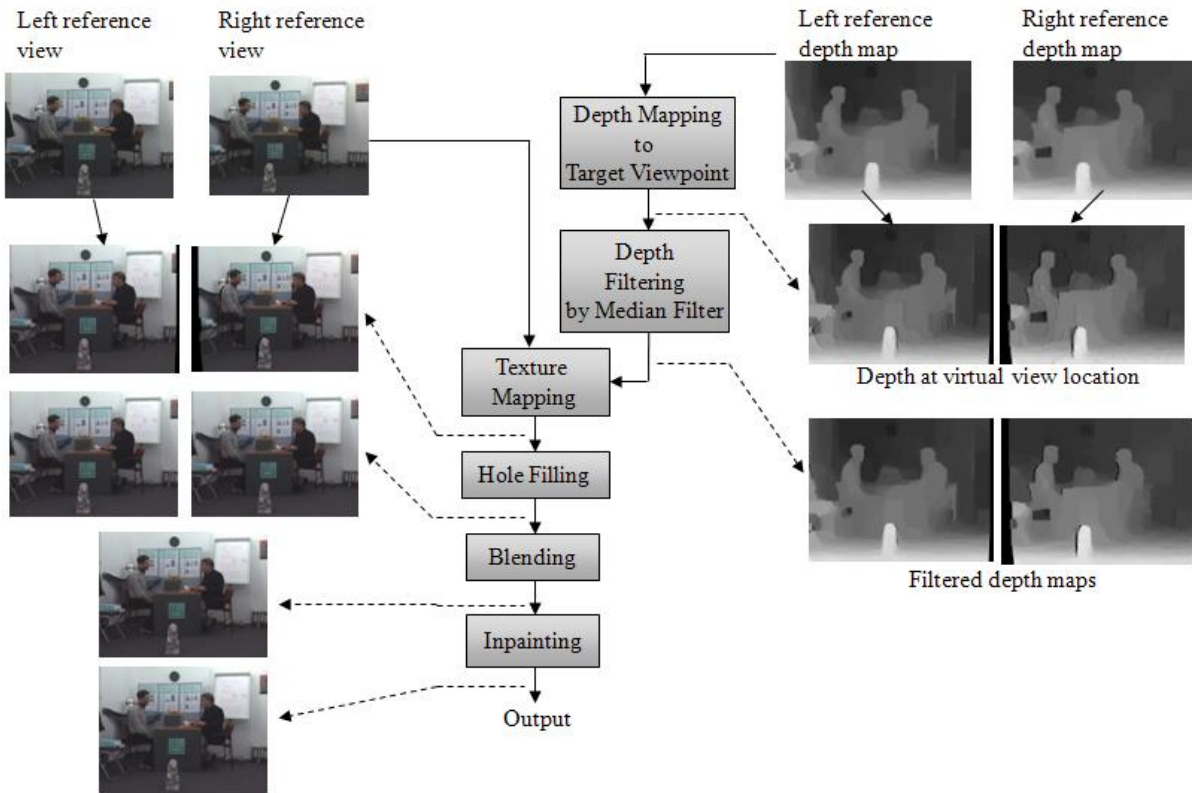 Left reference
view
Right reference
view
Left reference
depth map
Right reference
depth map
Depth Mapping
to
Target Viewpoint
Depth
Filtering
by Median Filter
Texture
Mapping
Depth at virtual view location
Hole Filling
Blending
Filtered depth maps
Inpainting
Output